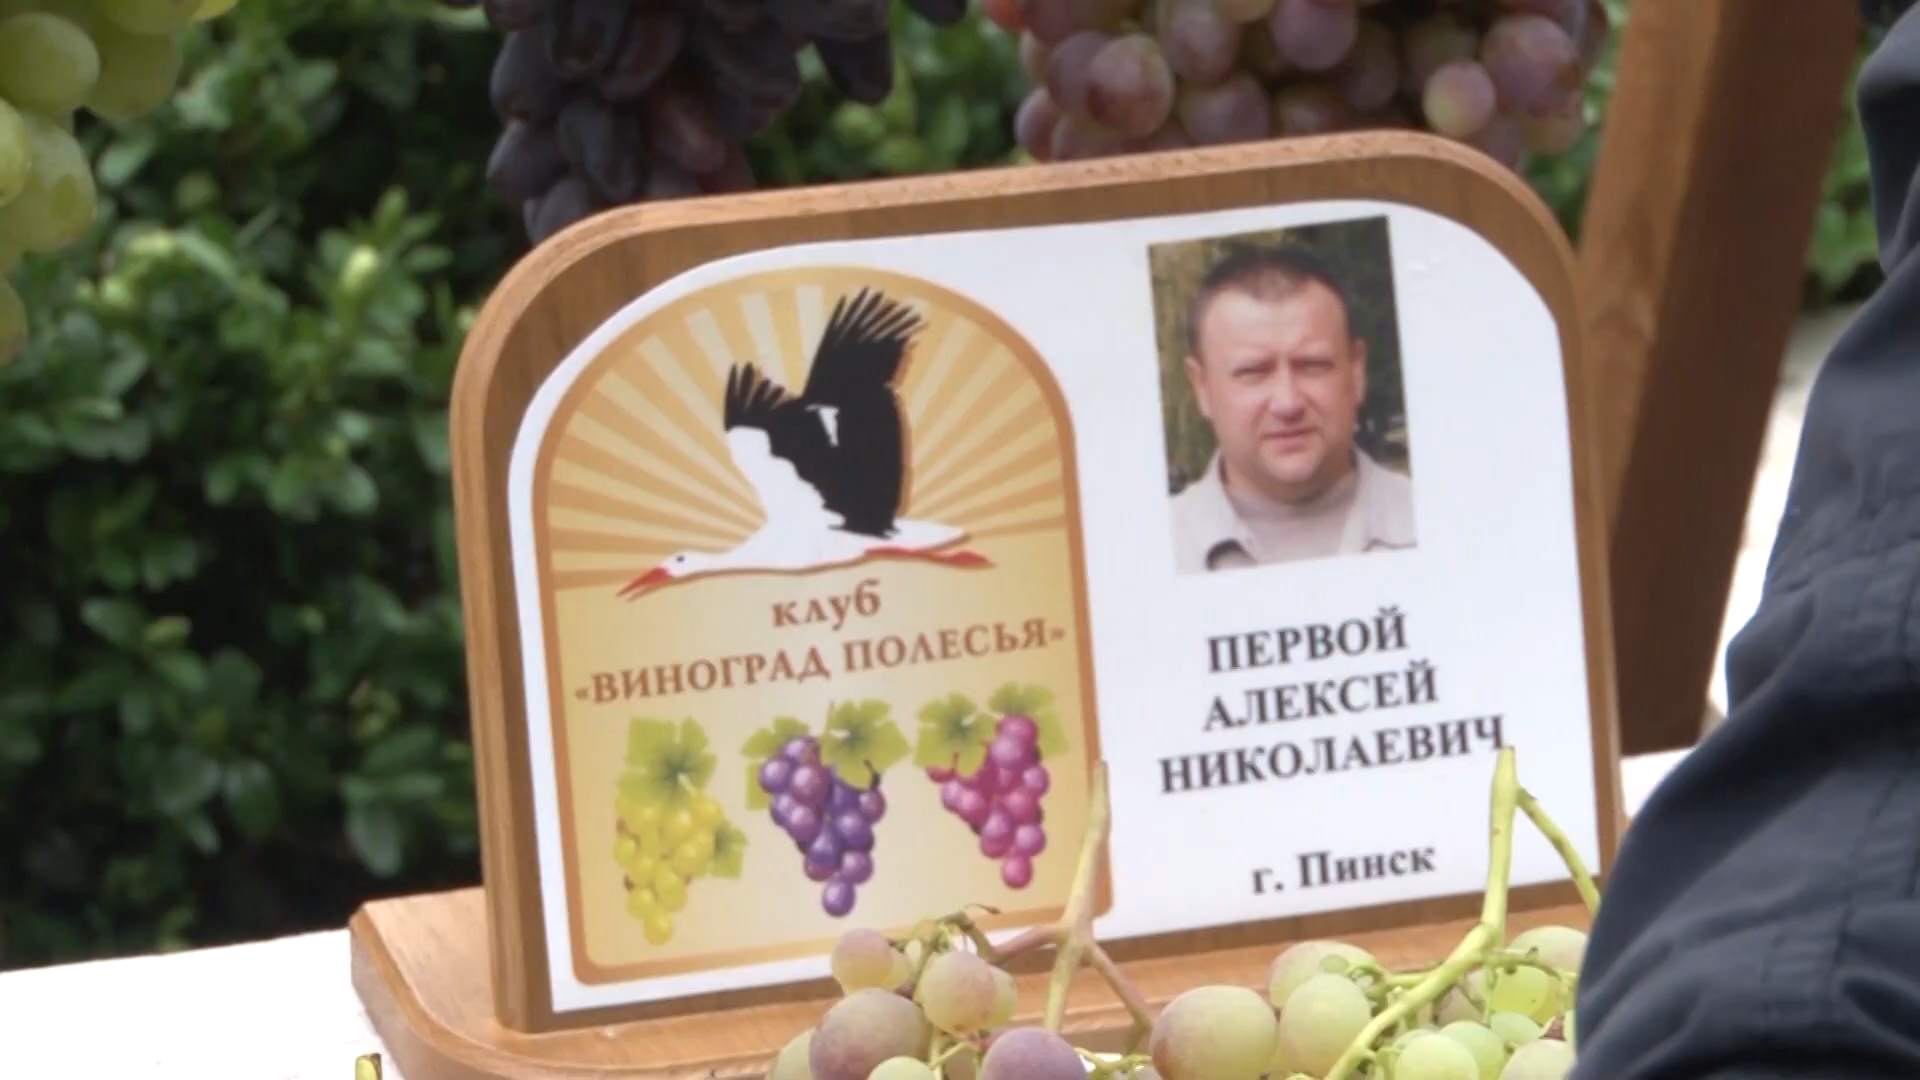 клуб
«ВИНОГРАД ПОЛЕСЬЯ»
ПЕРВОЙ
АЛЕКСЕЙ
НИКОЛАЕВИЧ
г. Пинск